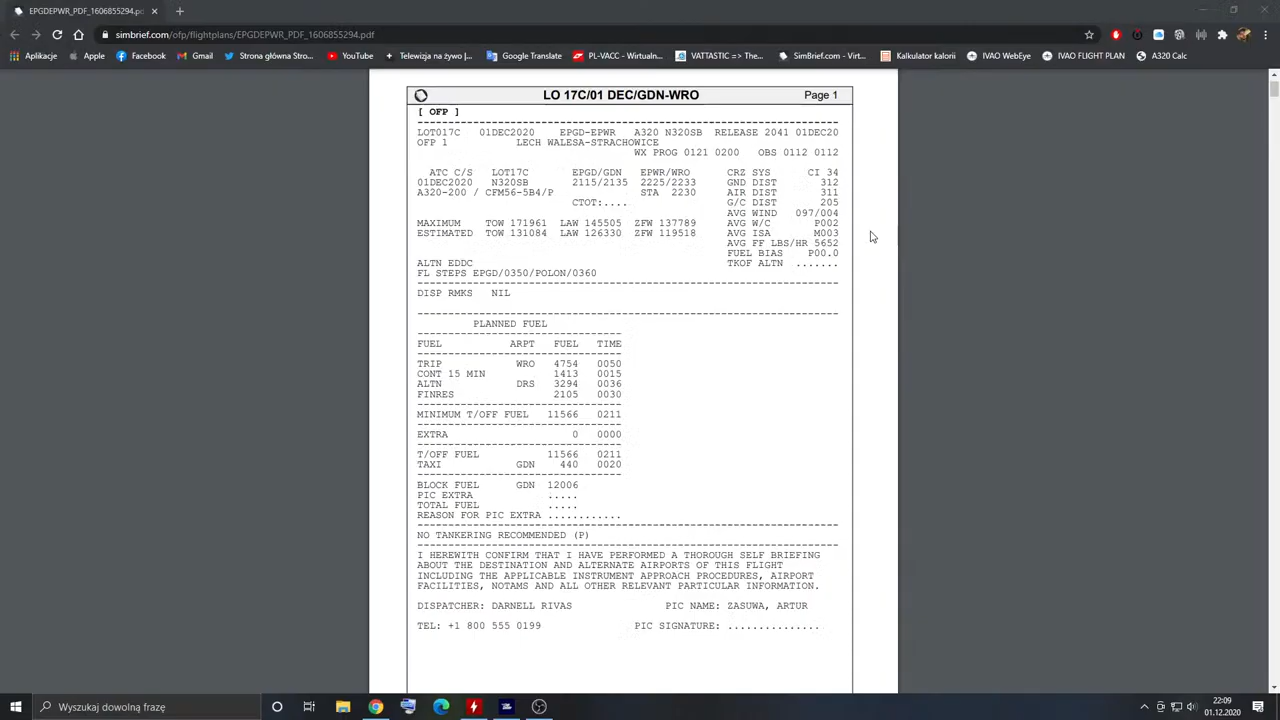 EPGDEPWR_PDF_1606855294.pdf
simbrief.com/ofp/flightplans/EPGDEPWR_PDF_1606855294.pdf
Aplikacje Apple Facebook Gmail Strona główna Stro... YouTube Telewizja na żywo |... Google Translate PL-VACC - Wirtualn... VATTASTIC => The... SimBrief.com - Virt... Kalkulator kalorii IVAO WebEye IVAO FLIGHT PLAN A320 Calc
LO 17C/01 DEC/GDN-WRO Page 1
[ OFP ]
--------------------------------------------------------------------
LOT017C 01DEC2020 EPGD-EPWR A320 N320SB RELEASE 2041 01DEC20
OFP 1 LECH WALESA-STRACHOWICE
WX PROG 0121 0200 OBS 0112 0112
ATC C/S LOT17C EPGD/GDN EPWR/WRO CRZ SYS CI 34
01DEC2020 N320SB 2115/2135 2225/2233 GND DIST 312
A320-200 / CFM56-5B4/P STA 2230 AIR DIST 311
CTOT:.... G/C DIST 205
AVG WIND 097/004
MAXIMUM TOW 171961 LAW 145505 ZFW 137789 AVG W/C P002
ESTIMATED TOW 131084 LAW 126330 ZFW 119518 AVG ISA M003
AVG FF LBS/HR 5652
FUEL BIAS P00.0
ALTN EDDC TKOF ALTN .......
FL STEPS EPGD/0350/POLON/0360
--------------------------------------------------------------------
DISP RMKS NIL
--------------------------------------------------------------------
PLANNED FUEL
---------------------------------
FUEL ARPT FUEL TIME
---------------------------------
TRIP WRO 4754 0050
CONT 15 MIN 1413 0015
ALTN DRS 3294 0036
FINRES 2105 0030
---------------------------------
MINIMUM T/OFF FUEL 11566 0211
---------------------------------
EXTRA 0 0000
---------------------------------
T/OFF FUEL 11566 0211
TAXI GDN 440 0020
---------------------------------
BLOCK FUEL GDN 12006
PIC EXTRA .....
TOTAL FUEL .....
REASON FOR PIC EXTRA ............
--------------------------------------------------------------------
NO TANKERING RECOMMENDED (P)
--------------------------------------------------------------------
I HEREWITH CONFIRM THAT I HAVE PERFORMED A THOROUGH SELF BRIEFING
ABOUT THE DESTINATION AND ALTERNATE AIRPORTS OF THIS FLIGHT
INCLUDING THE APPLICABLE INSTRUMENT APPROACH PROCEDURES, AIRPORT
FACILITIES, NOTAMS AND ALL OTHER RELEVANT PARTICULAR INFORMATION.
DISPATCHER: DARNELL RIVAS PIC NAME: ZASUWA, ARTUR
TEL: +1 800 555 0199 PIC SIGNATURE: ...............
Wyszukaj dowolną frazę
22:09
01.12.2020